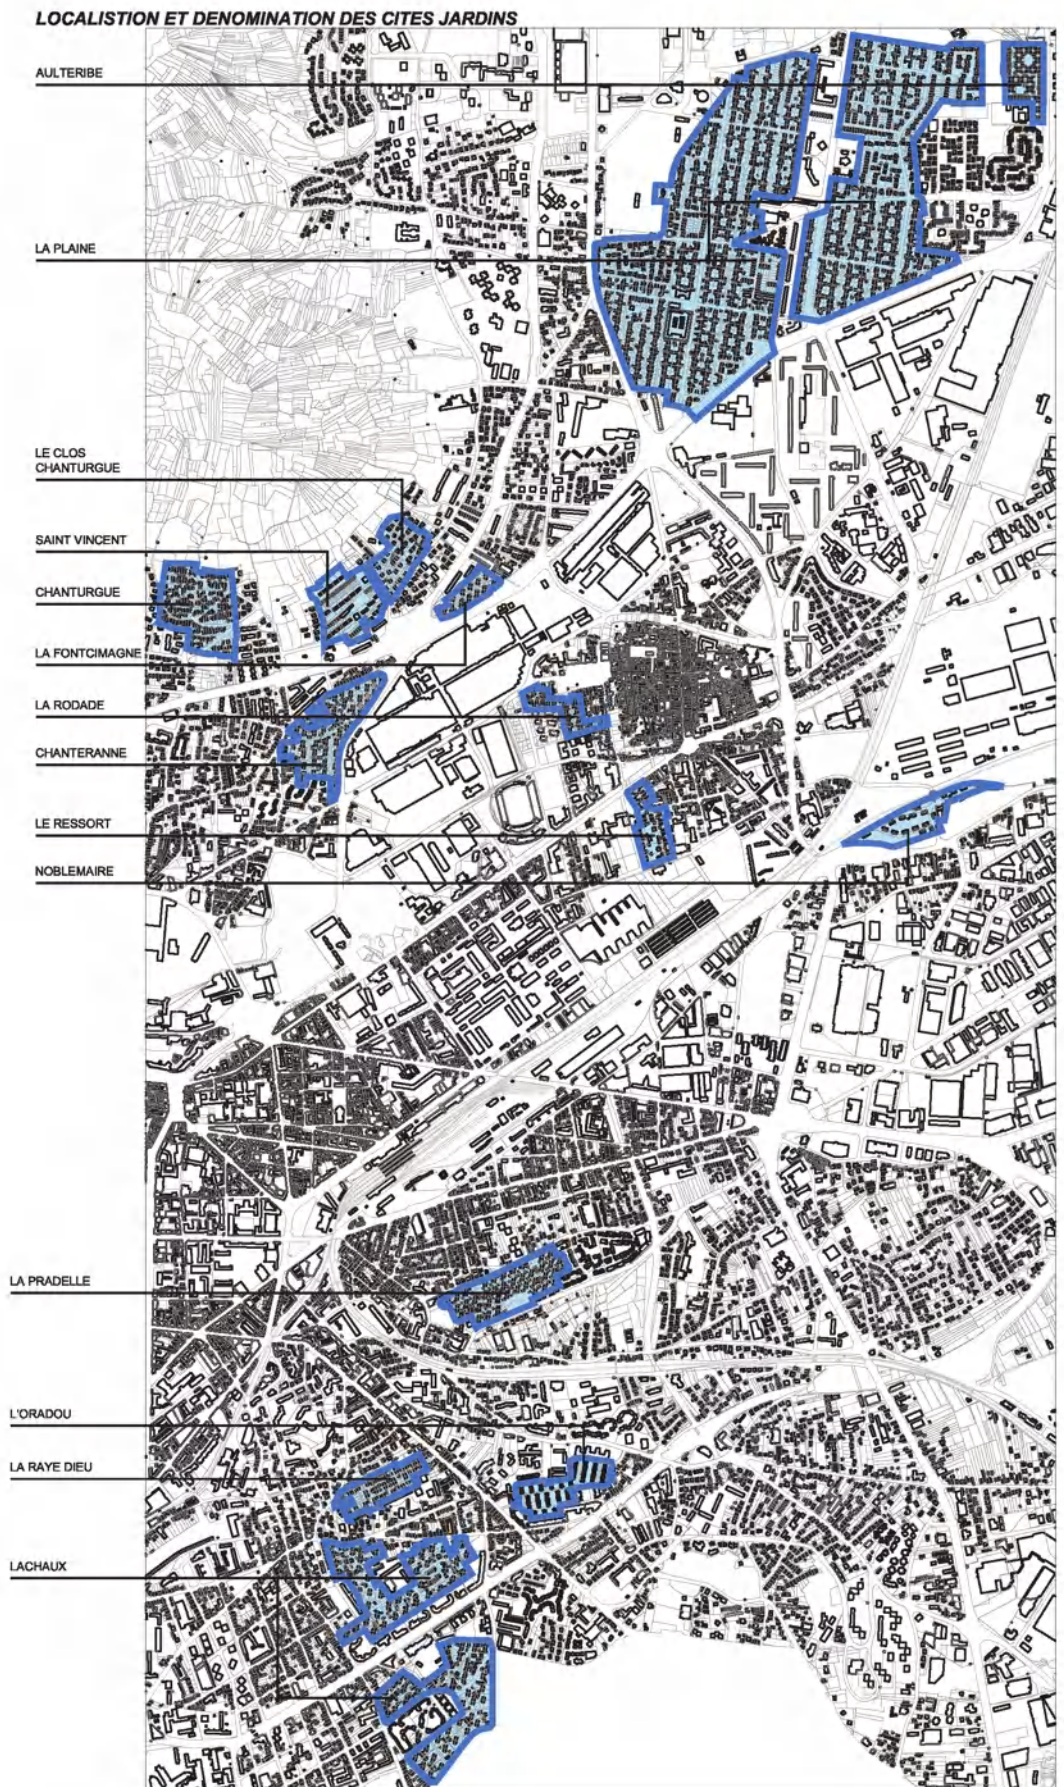 LOCALISTION ET DENOMINATION DES CITES JARDINS
AULTERIBE
LA PLAINE
LE CLOS
CHANTURGUE
SAINT VINCENT
CHANTURGUE
LA FONTCIMAGNE
LA RODADE
CHANTERANNE
LE RESSORT
NOBLEMAIRE
LA PRADELLE
L'ORADOU
LA RAYE DIEU
LACHAUX